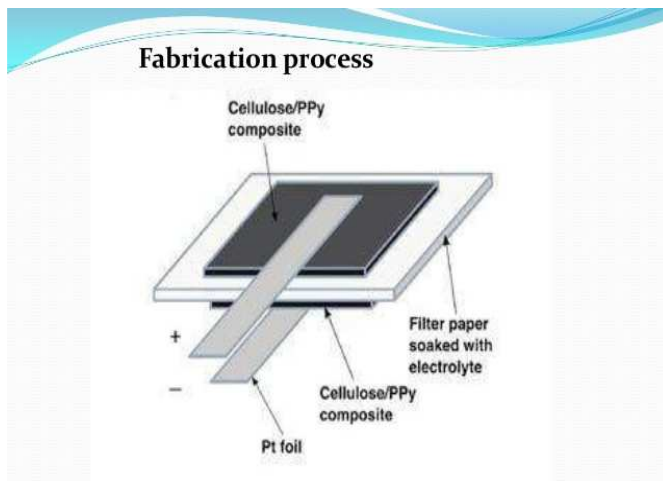 Fabrication process
Cellulose/PPy
composite
Filter paper
soaked with
electrolyte
+
–
Cellulose/PPy
composite
Pt foil